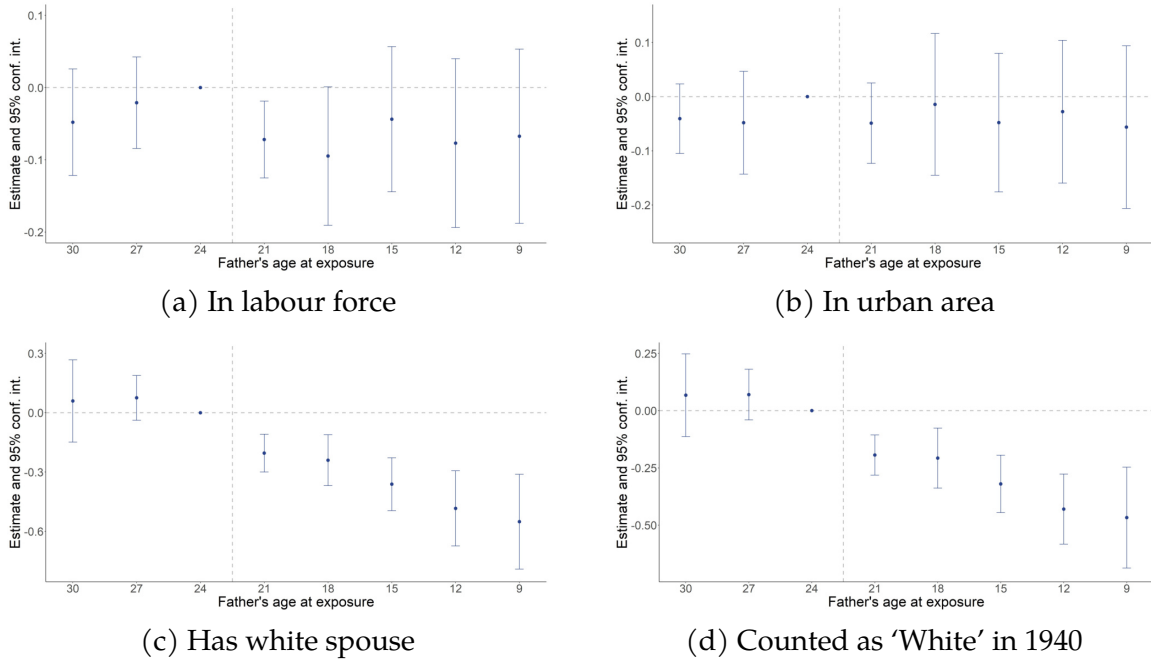 Estimate and 95% conf. int.
0.1
0.0
-0.1
-0.2
30 27 24 21 18 15 12 9
Father's age at exposure
(a) In labour force
Estimate and 95% conf. int.
0.1
0.0
-0.1
-0.2
30 27 24 21 18 15 12 9
Father's age at exposure
(b) In urban area
Estimate and 95% conf. int.
0.3
0.0
-0.3
-0.6
30 27 24 21 18 15 12 9
Father's age at exposure
(c) Has white spouse
Estimate and 95% conf. int.
0.25
0.00
-0.25
-0.50
30 27 24 21 18 15 12 9
Father's age at exposure
(d) Counted as ‘White’ in 1940